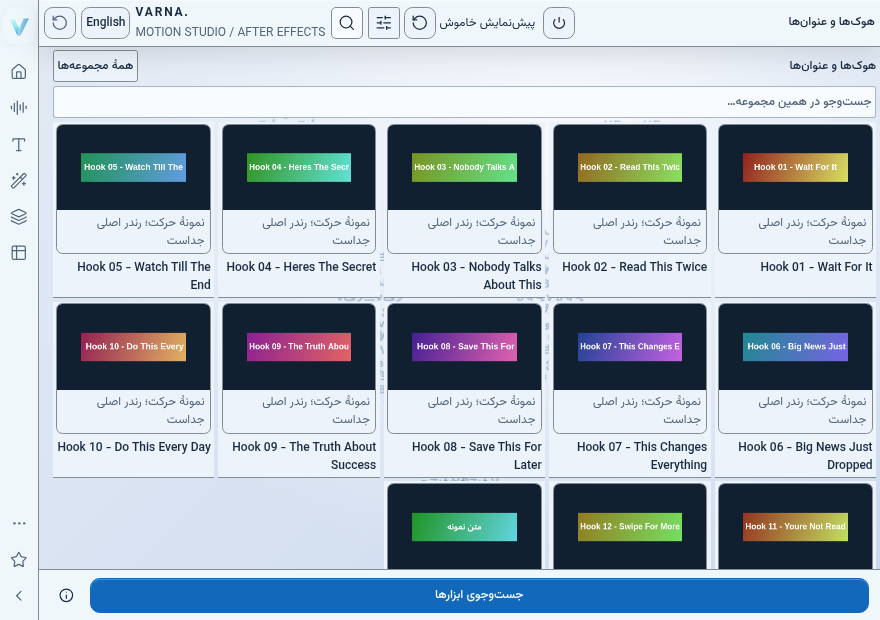 هوک‌ها و عنوان‌ها
پیش‌نمایش خاموش
VARNA.
MOTION STUDIO / AFTER EFFECTS
English
هوک‌ها و عنوان‌ها
همهٔ مجموعه‌ها
جست‌وجو در همین مجموعه...
Hook 01 - Wait For It
نمونهٔ حرکت؛ رندر اصلی
جداست
Hook 01 - Wait For It
Hook 02 - Read This Twic
نمونهٔ حرکت؛ رندر اصلی
جداست
Hook 02 - Read This Twice
Hook 03 - Nobody Talks A
نمونهٔ حرکت؛ رندر اصلی
جداست
Hook 03 - Nobody Talks
About This
Hook 04 - Heres The Secr
نمونهٔ حرکت؛ رندر اصلی
جداست
Hook 04 - Heres The Secret
Hook 05 - Watch Till The
نمونهٔ حرکت؛ رندر اصلی
جداست
Hook 05 - Watch Till The
End
Hook 06 - Big News Just
نمونهٔ حرکت؛ رندر اصلی
جداست
Hook 06 - Big News Just
Dropped
Hook 07 - This Changes E
نمونهٔ حرکت؛ رندر اصلی
جداست
Hook 07 - This Changes
Everything
Hook 08 - Save This For
نمونهٔ حرکت؛ رندر اصلی
جداست
Hook 08 - Save This For
Later
Hook 09 - The Truth Abou
نمونهٔ حرکت؛ رندر اصلی
جداست
Hook 09 - The Truth About
Success
Hook 10 - Do This Every
نمونهٔ حرکت؛ رندر اصلی
جداست
Hook 10 - Do This Every Day
Hook 11 - Youre Not Read
Hook 12 - Swipe For More
متن نمونه
جست‌وجوی ابزارها